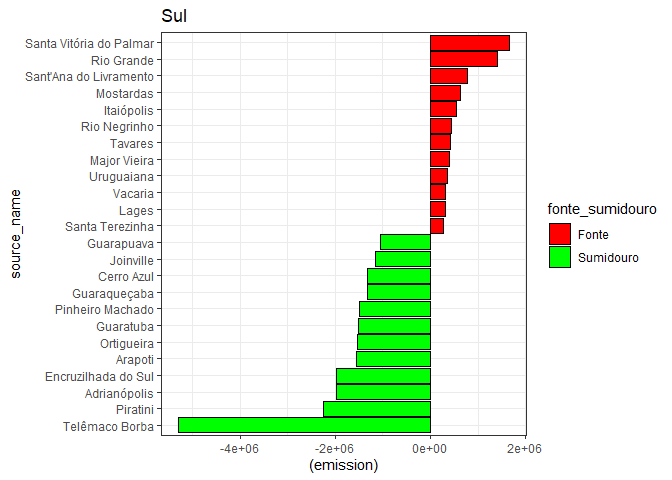 Sul
Santa Vitória do Palmar
Rio Grande
Sant'Ana do Livramento
Mostardas
Itaiópolis
Rio Negrinho
Tavares
Major Vieira
Uruguaiana
Vacaria
Lages
Santa Terezinha
Guarapuava
Joinville
Cerro Azul
Guaraqueçaba
Pinheiro Machado
Guaratuba
Ortigueira
Arapoti
Encruzilhada do Sul
Adrianópolis
Piratini
Telêmaco Borba
source_name
-4e+06 -2e+06 0e+00 2e+06
(emission)
fonte_sumidouro
Fonte
Sumidouro